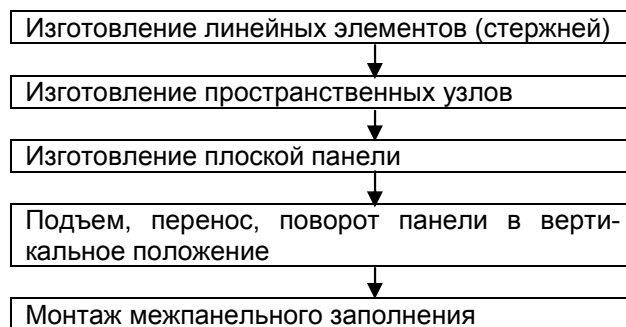 Изготовление линейных элементов (стержней)
Изготовление пространственных узлов
Изготовление плоской панели
Подъем, перенос, поворот панели в верти-
кальное положение
Монтаж межпанельного заполнения